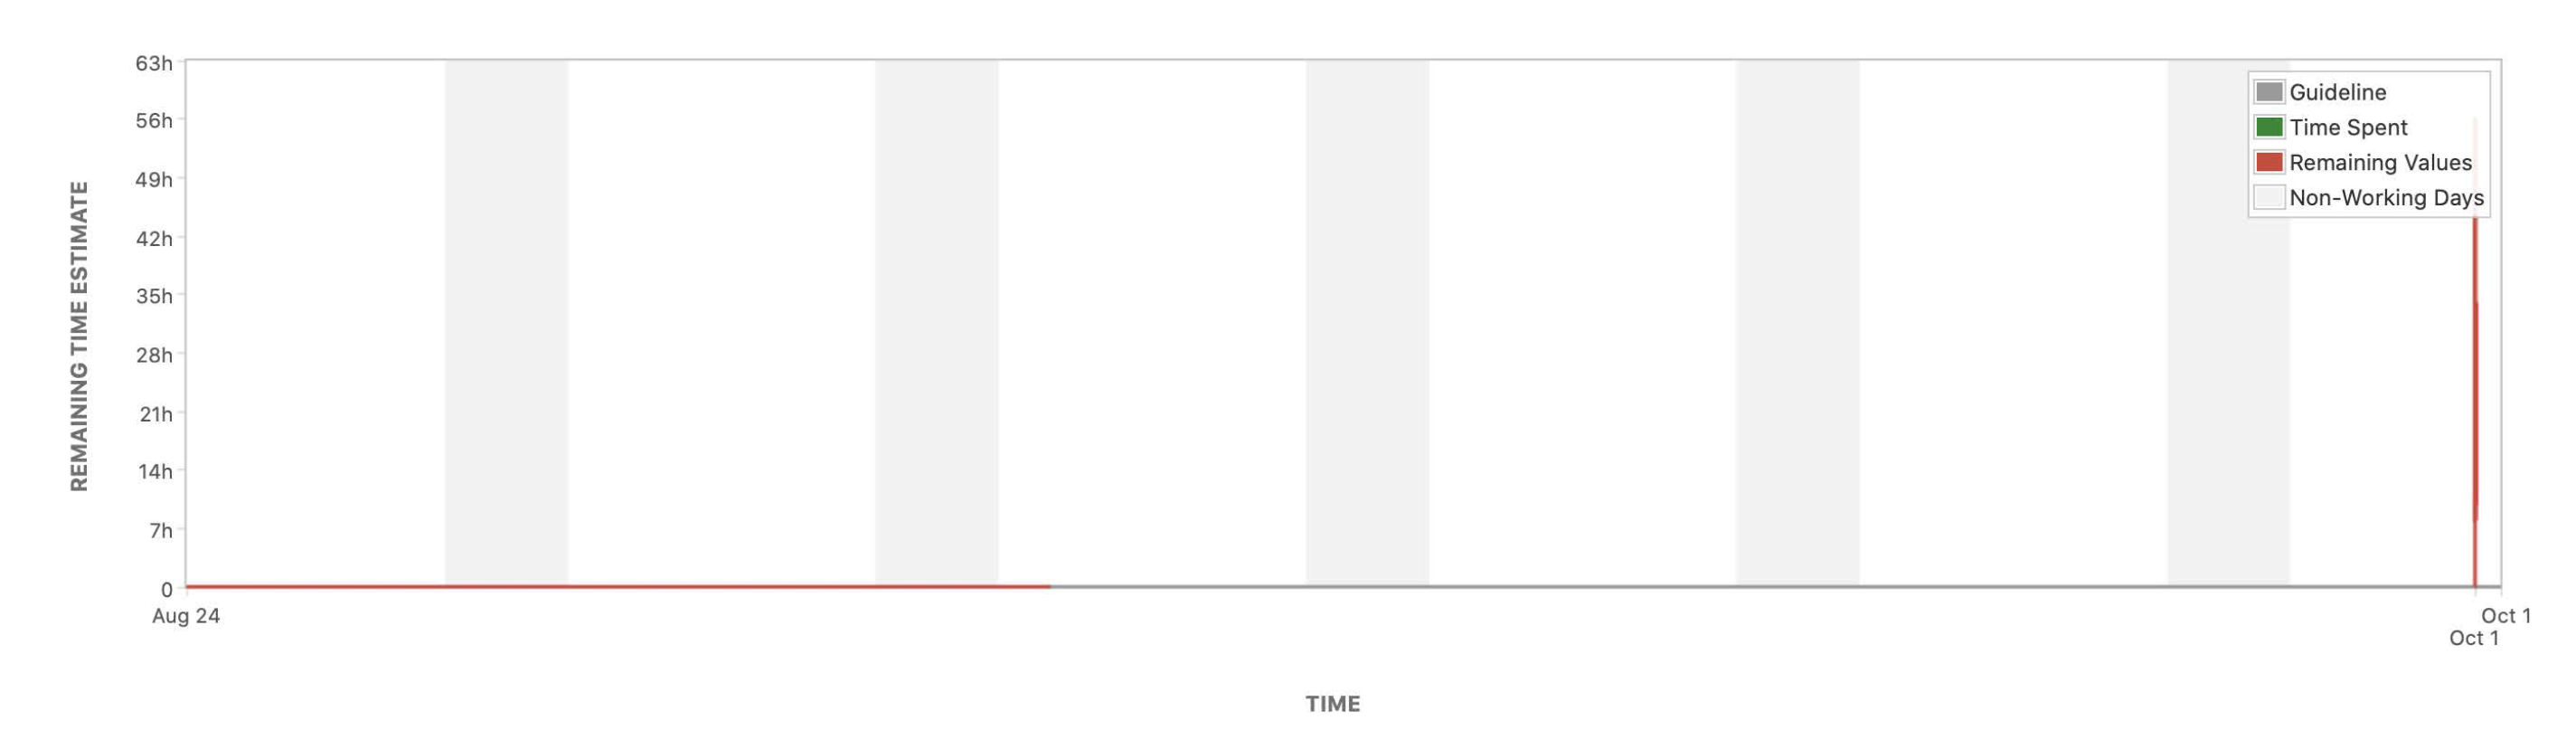 63h
56h
49h
42h
35h
28h
21h
14h
7h
0
REMAINING TIME ESTIMATE
Guideline
Time Spent
Remaining Values
Non-Working Days
Aug 24
Oct 1
Oct 1
TIME